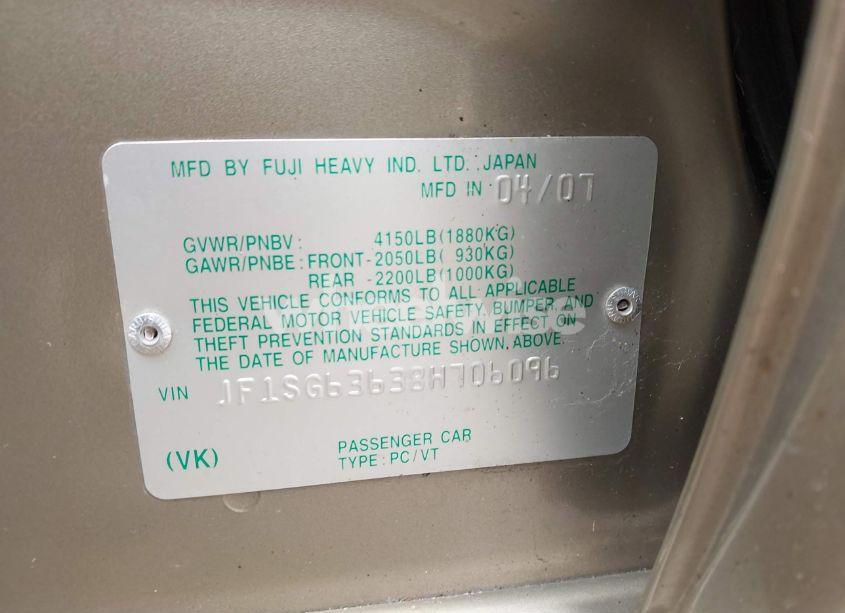 MFD BY FUJI HEAVY IND. LTD. JAPAN
MFD IN 04/07
GVWR/PNBV: 4150LB(1880KG)
GAWR/PNBE: FRONT-2050LB( 930KG)
REAR -2200LB(1000KG)
THIS VEHICLE CONFORMS TO ALL APPLICABLE
FEDERAL MOTOR VEHICLE SAFETY, BUMPER, AND
THEFT PREVENTION STANDARDS IN EFFECT ON
THE DATE OF MANUFACTURE SHOWN, ABOVE.
VIN JF1SG63638H706096
(VK) PASSENGER CAR
TYPE: PC/VT